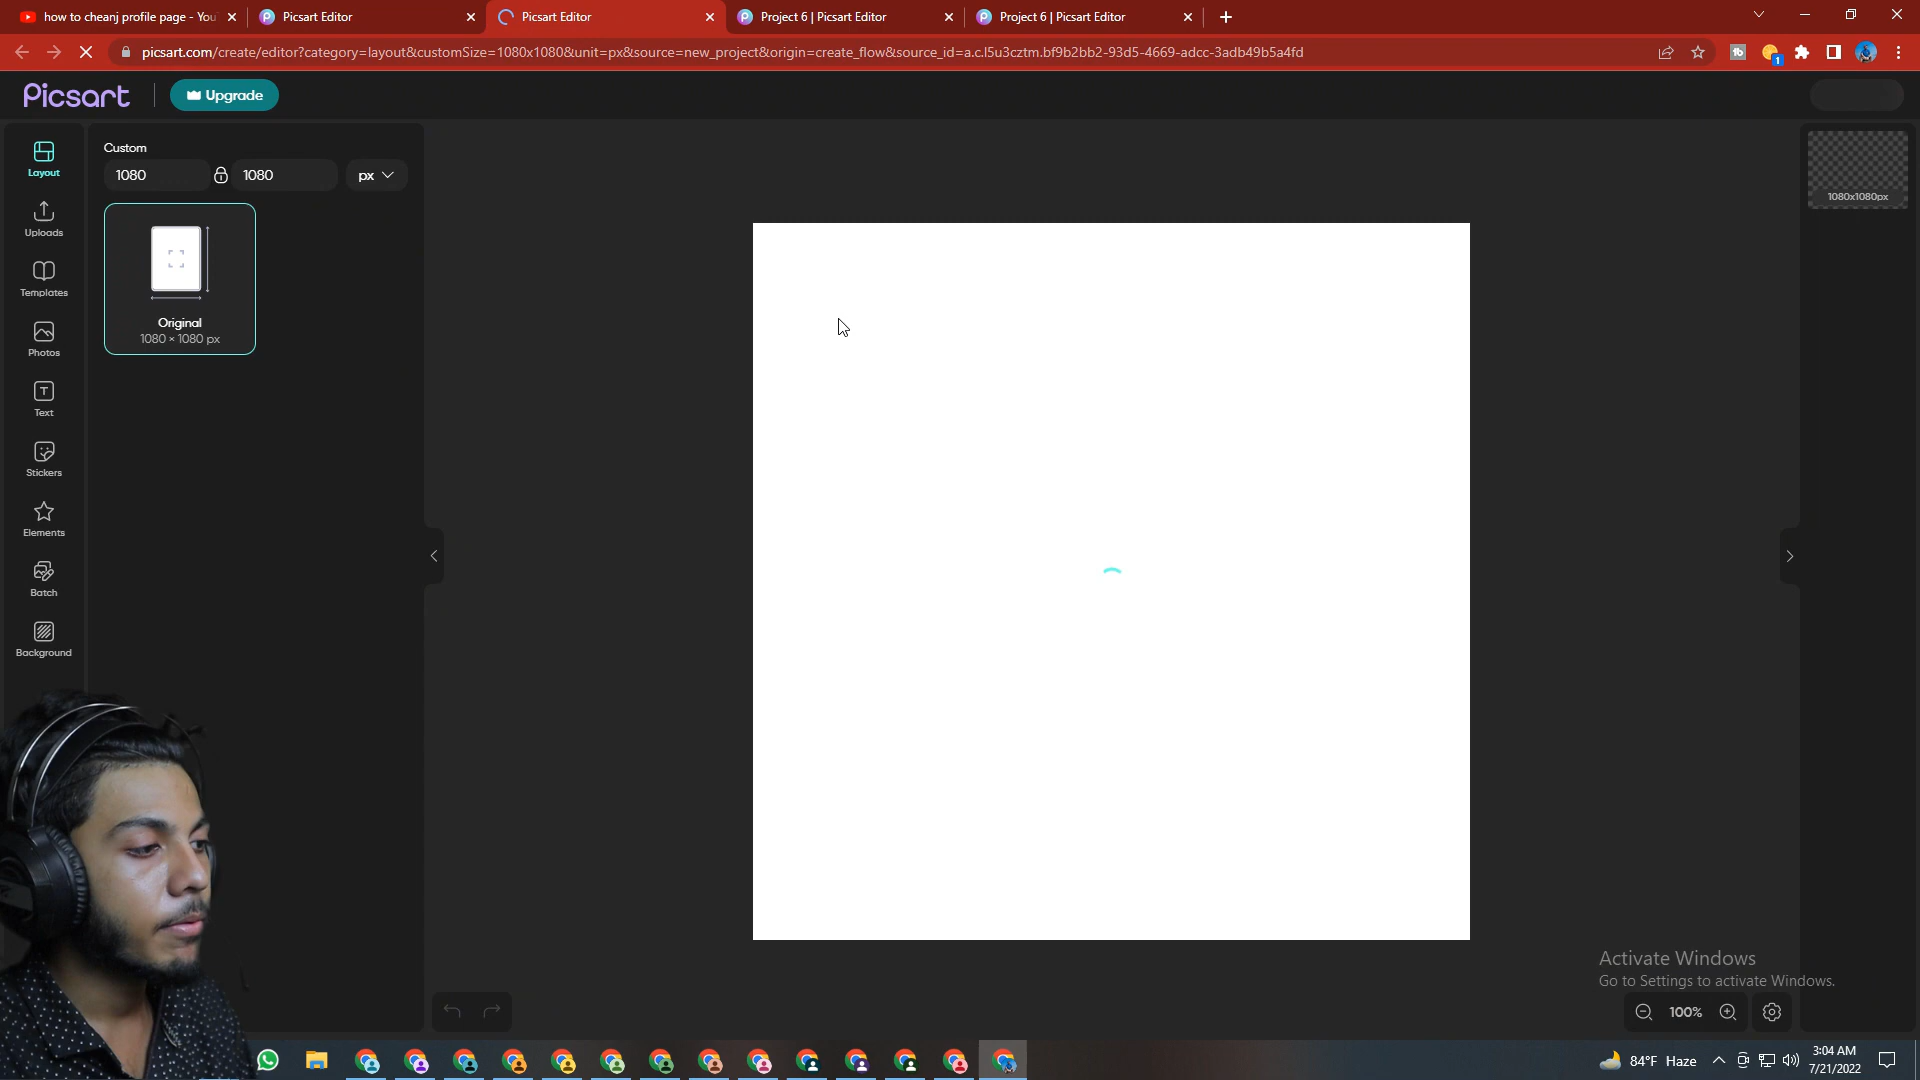 how to cheanj profile page - You
Picsart Editor
Picsart Editor
Project 6 | Picsart Editor
Project 6 | Picsart Editor
picsart.com/create/editor?category=layout&customSize=1080x1080&unit=px&source=new_project&origin=create_flow&source_id=a.c.l5u3cztm.bf9b2bb2-93d5-4669-adcc-3adb49b5a4fd
1
Picsart
Upgrade
Layout
Uploads
Templates
Photos
Text
Stickers
Elements
Batch
Background
Custom
1080
1080
px
Original
1080 × 1080 px
1080x1080px
Activate Windows
Go to Settings to activate Windows.
100%
84°F Haze
3:04 AM
7/21/2022